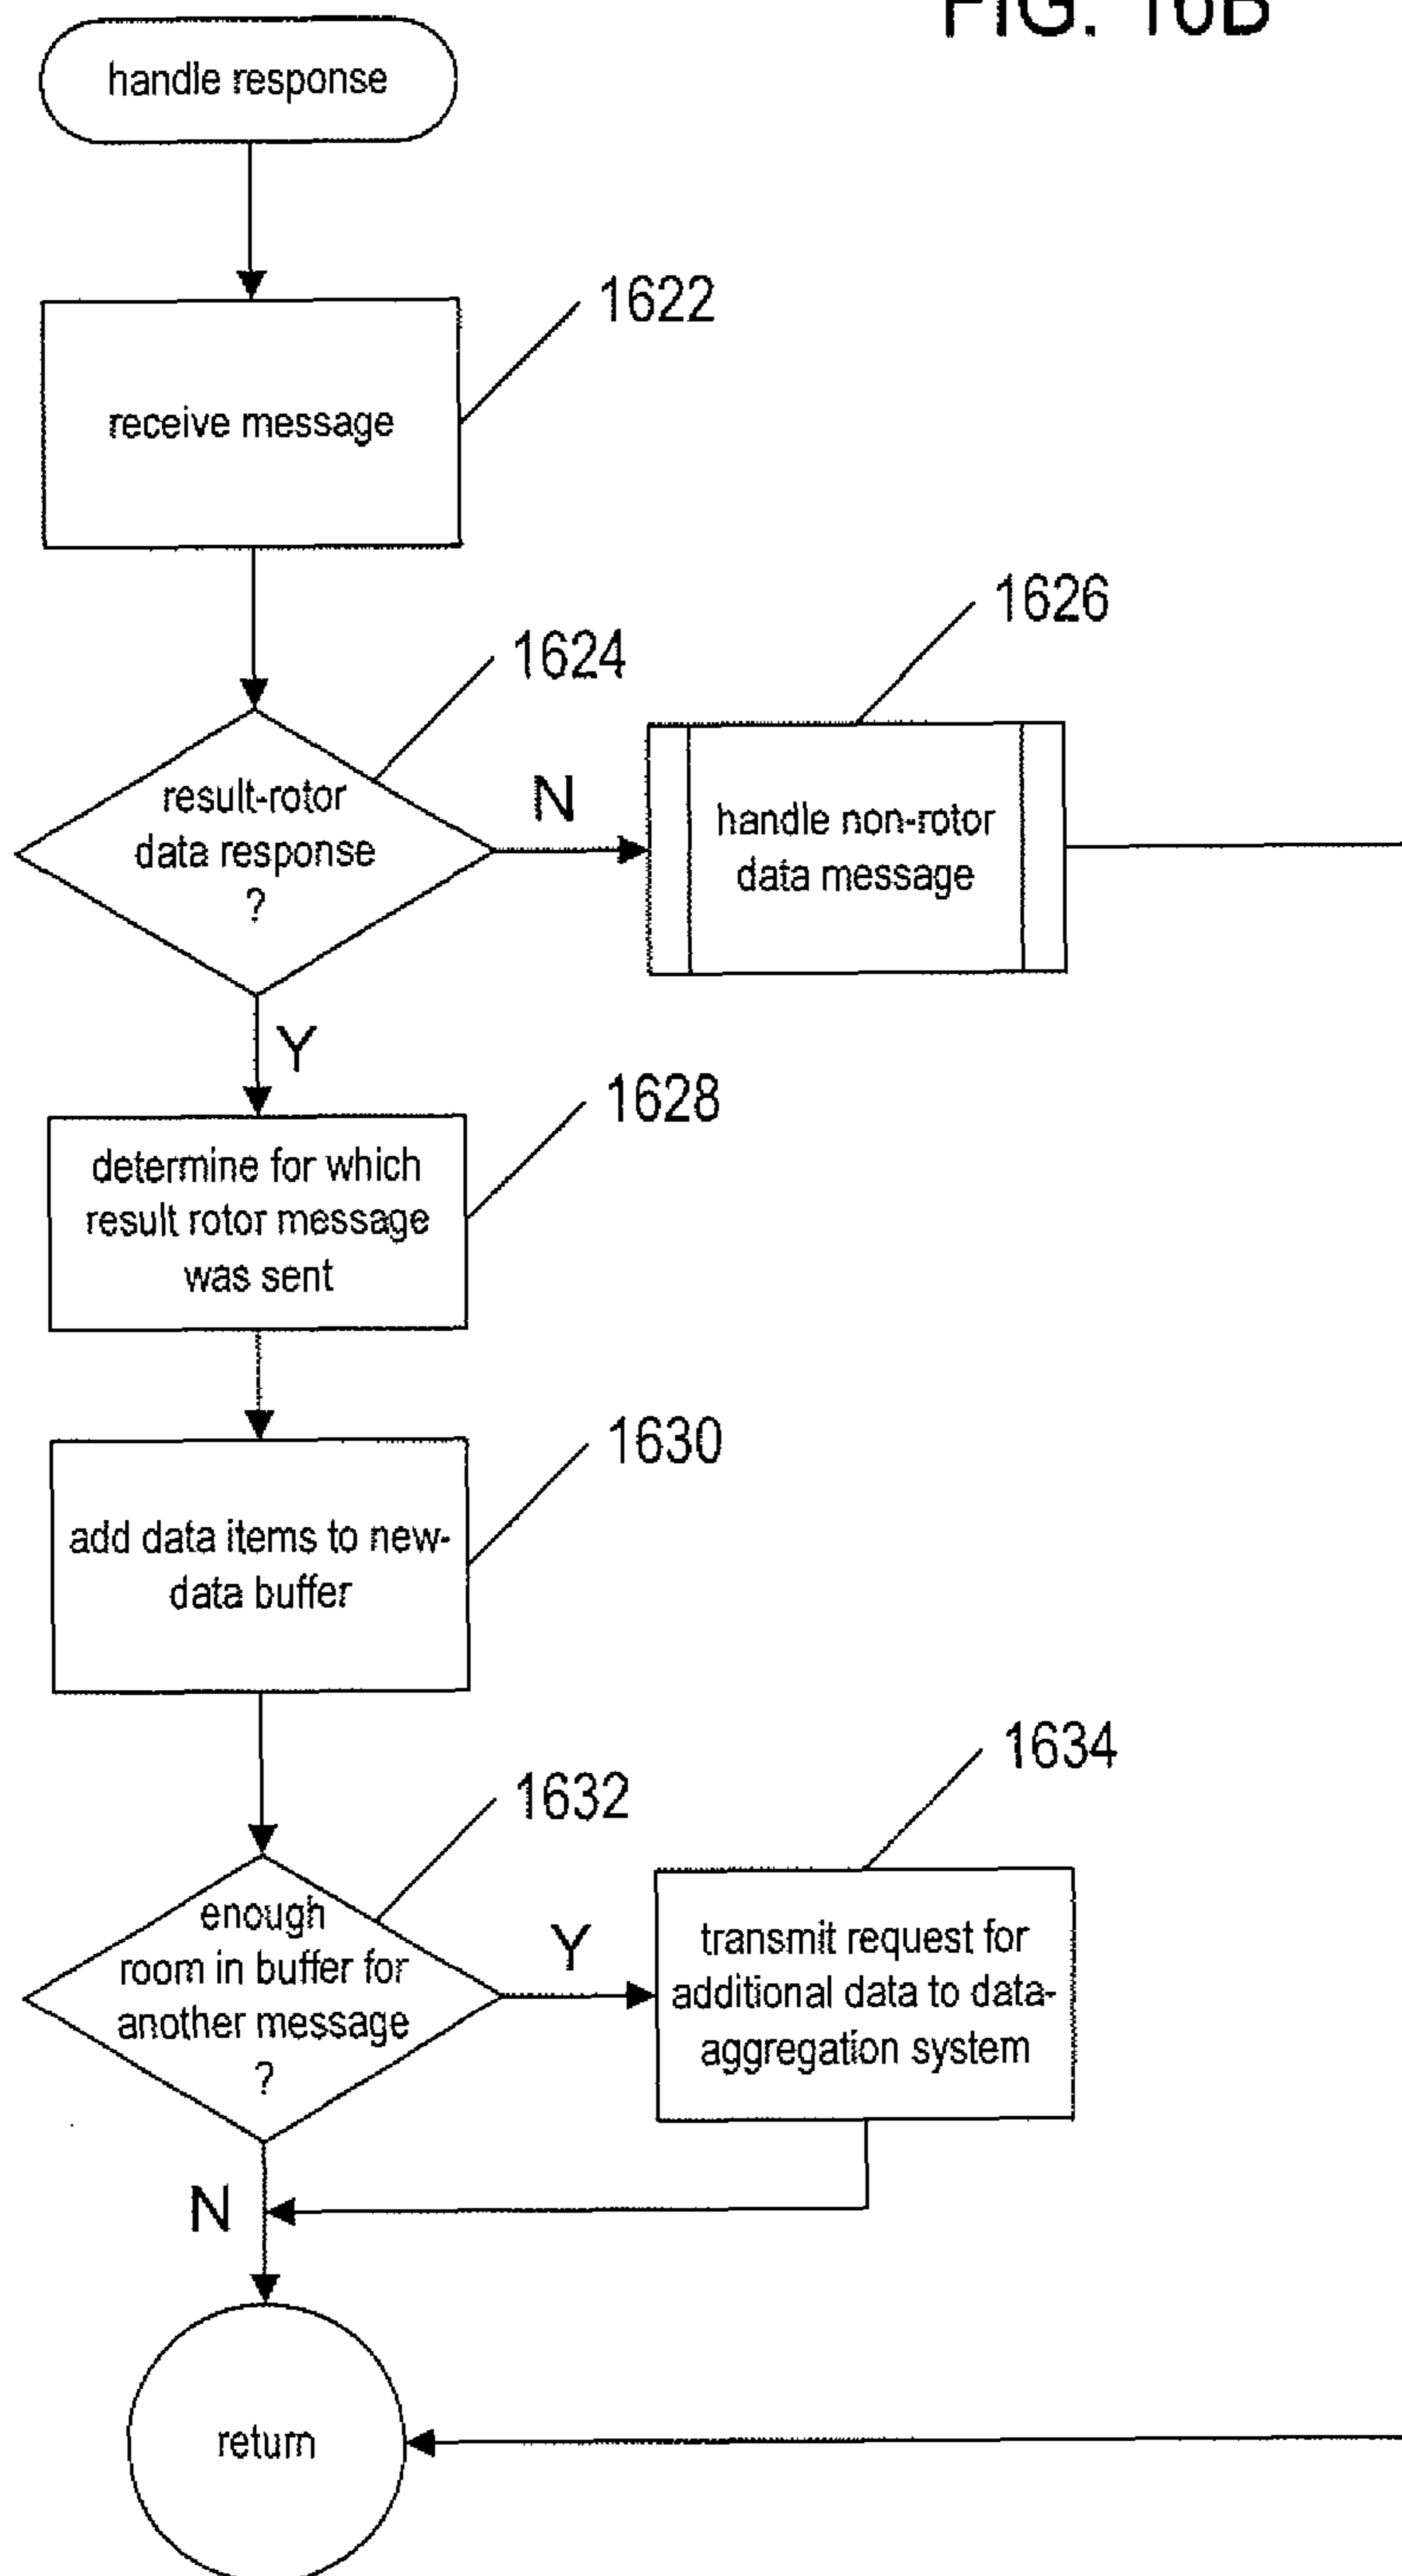 FIG. 16B
handle response
1622
receive message
1626
1624
result-rotor
data response
?
N
handle non-rotor
data message
Y
1628
determine for which
result rotor message
was sent
1630
add data items to new-
data buffer
1634
1632
enough
room in buffer for
another message
?
Y
transmit request for
additional data to data-
aggregation system
N
return